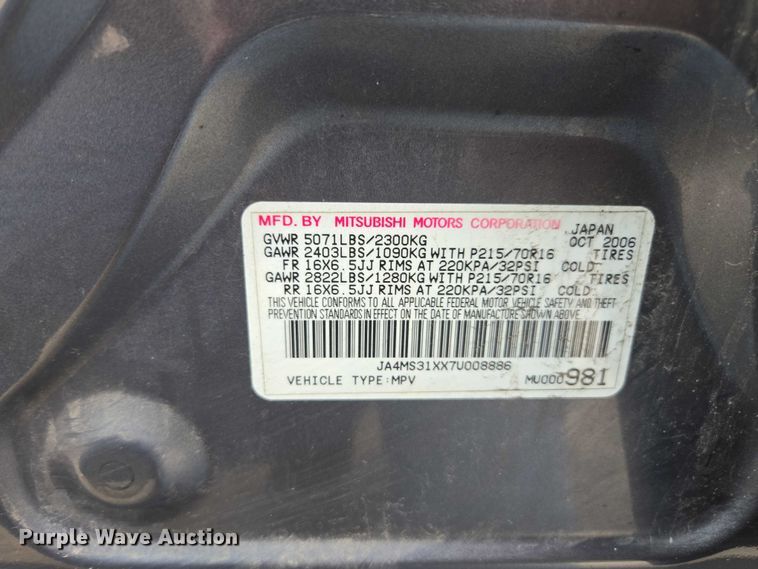 MFD. BY MITSUBISHI MOTORS CORPORATION JAPAN
GVWR 5071LBS/2300KG OCT 2006
GAWR 2403LBS/1090KG WITH P215/70R16 TIRES
FR 16X6.5JJ RIMS AT 220KPA/32PSI COLD
GAWR 2822LBS/1280KG WITH P215/70R16 TIRES
RR 16X6.5JJ RIMS AT 220KPA/32PSI COLD
THIS VEHICLE CONFORMS TO ALL APPLICABLE FEDERAL MOTOR VEHICLE SAFETY AND THEFT
PREVENTION STANDARDS IN EFFECT ON THE DATE OF MANUFACTURE SHOWN ABOVE.
JA4MS31XX7U008886
VEHICLE TYPE:MPV MU000981
Purple Wave Auction